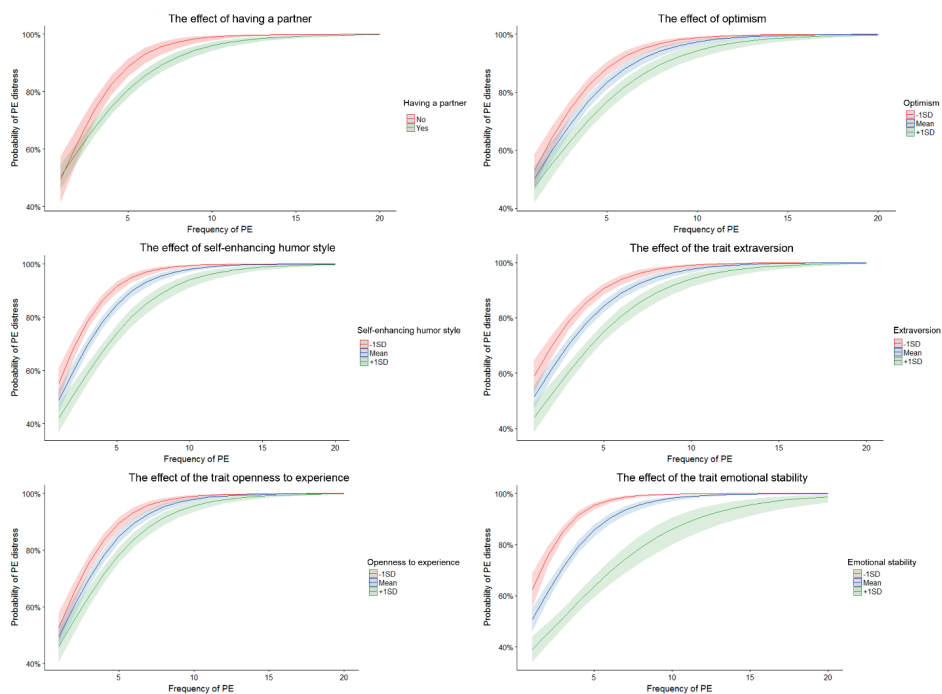 The effect of having a partner
100%
80%
60%
40%
Probability of PE distress
5
10
15
20
Frequency of PE
Having a partner
No
Yes
The effect of optimism
100%
80%
60%
40%
Probability of PE distress
5
10
15
20
Frequency of PE
Optimism
-1SD
Mean
+1SD
The effect of self-enhancing humor style
100%
80%
60%
40%
Probability of PE distress
5
10
15
20
Frequency of PE
Self-enhancing humor style
-1SD
Mean
+1SD
The effect of the trait extraversion
100%
80%
60%
40%
Probability of PE distress
5
10
15
20
Frequency of PE
Extraversion
-1SD
Mean
+1SD
The effect of the trait openness to experience
100%
80%
60%
40%
Probability of PE distress
5
10
15
20
Frequency of PE
Openness to experience
-1SD
Mean
+1SD
The effect of the trait emotional stability
100%
80%
60%
40%
Probability of PE distress
5
10
15
20
Frequency of PE
Emotional stability
-1SD
Mean
+1SD